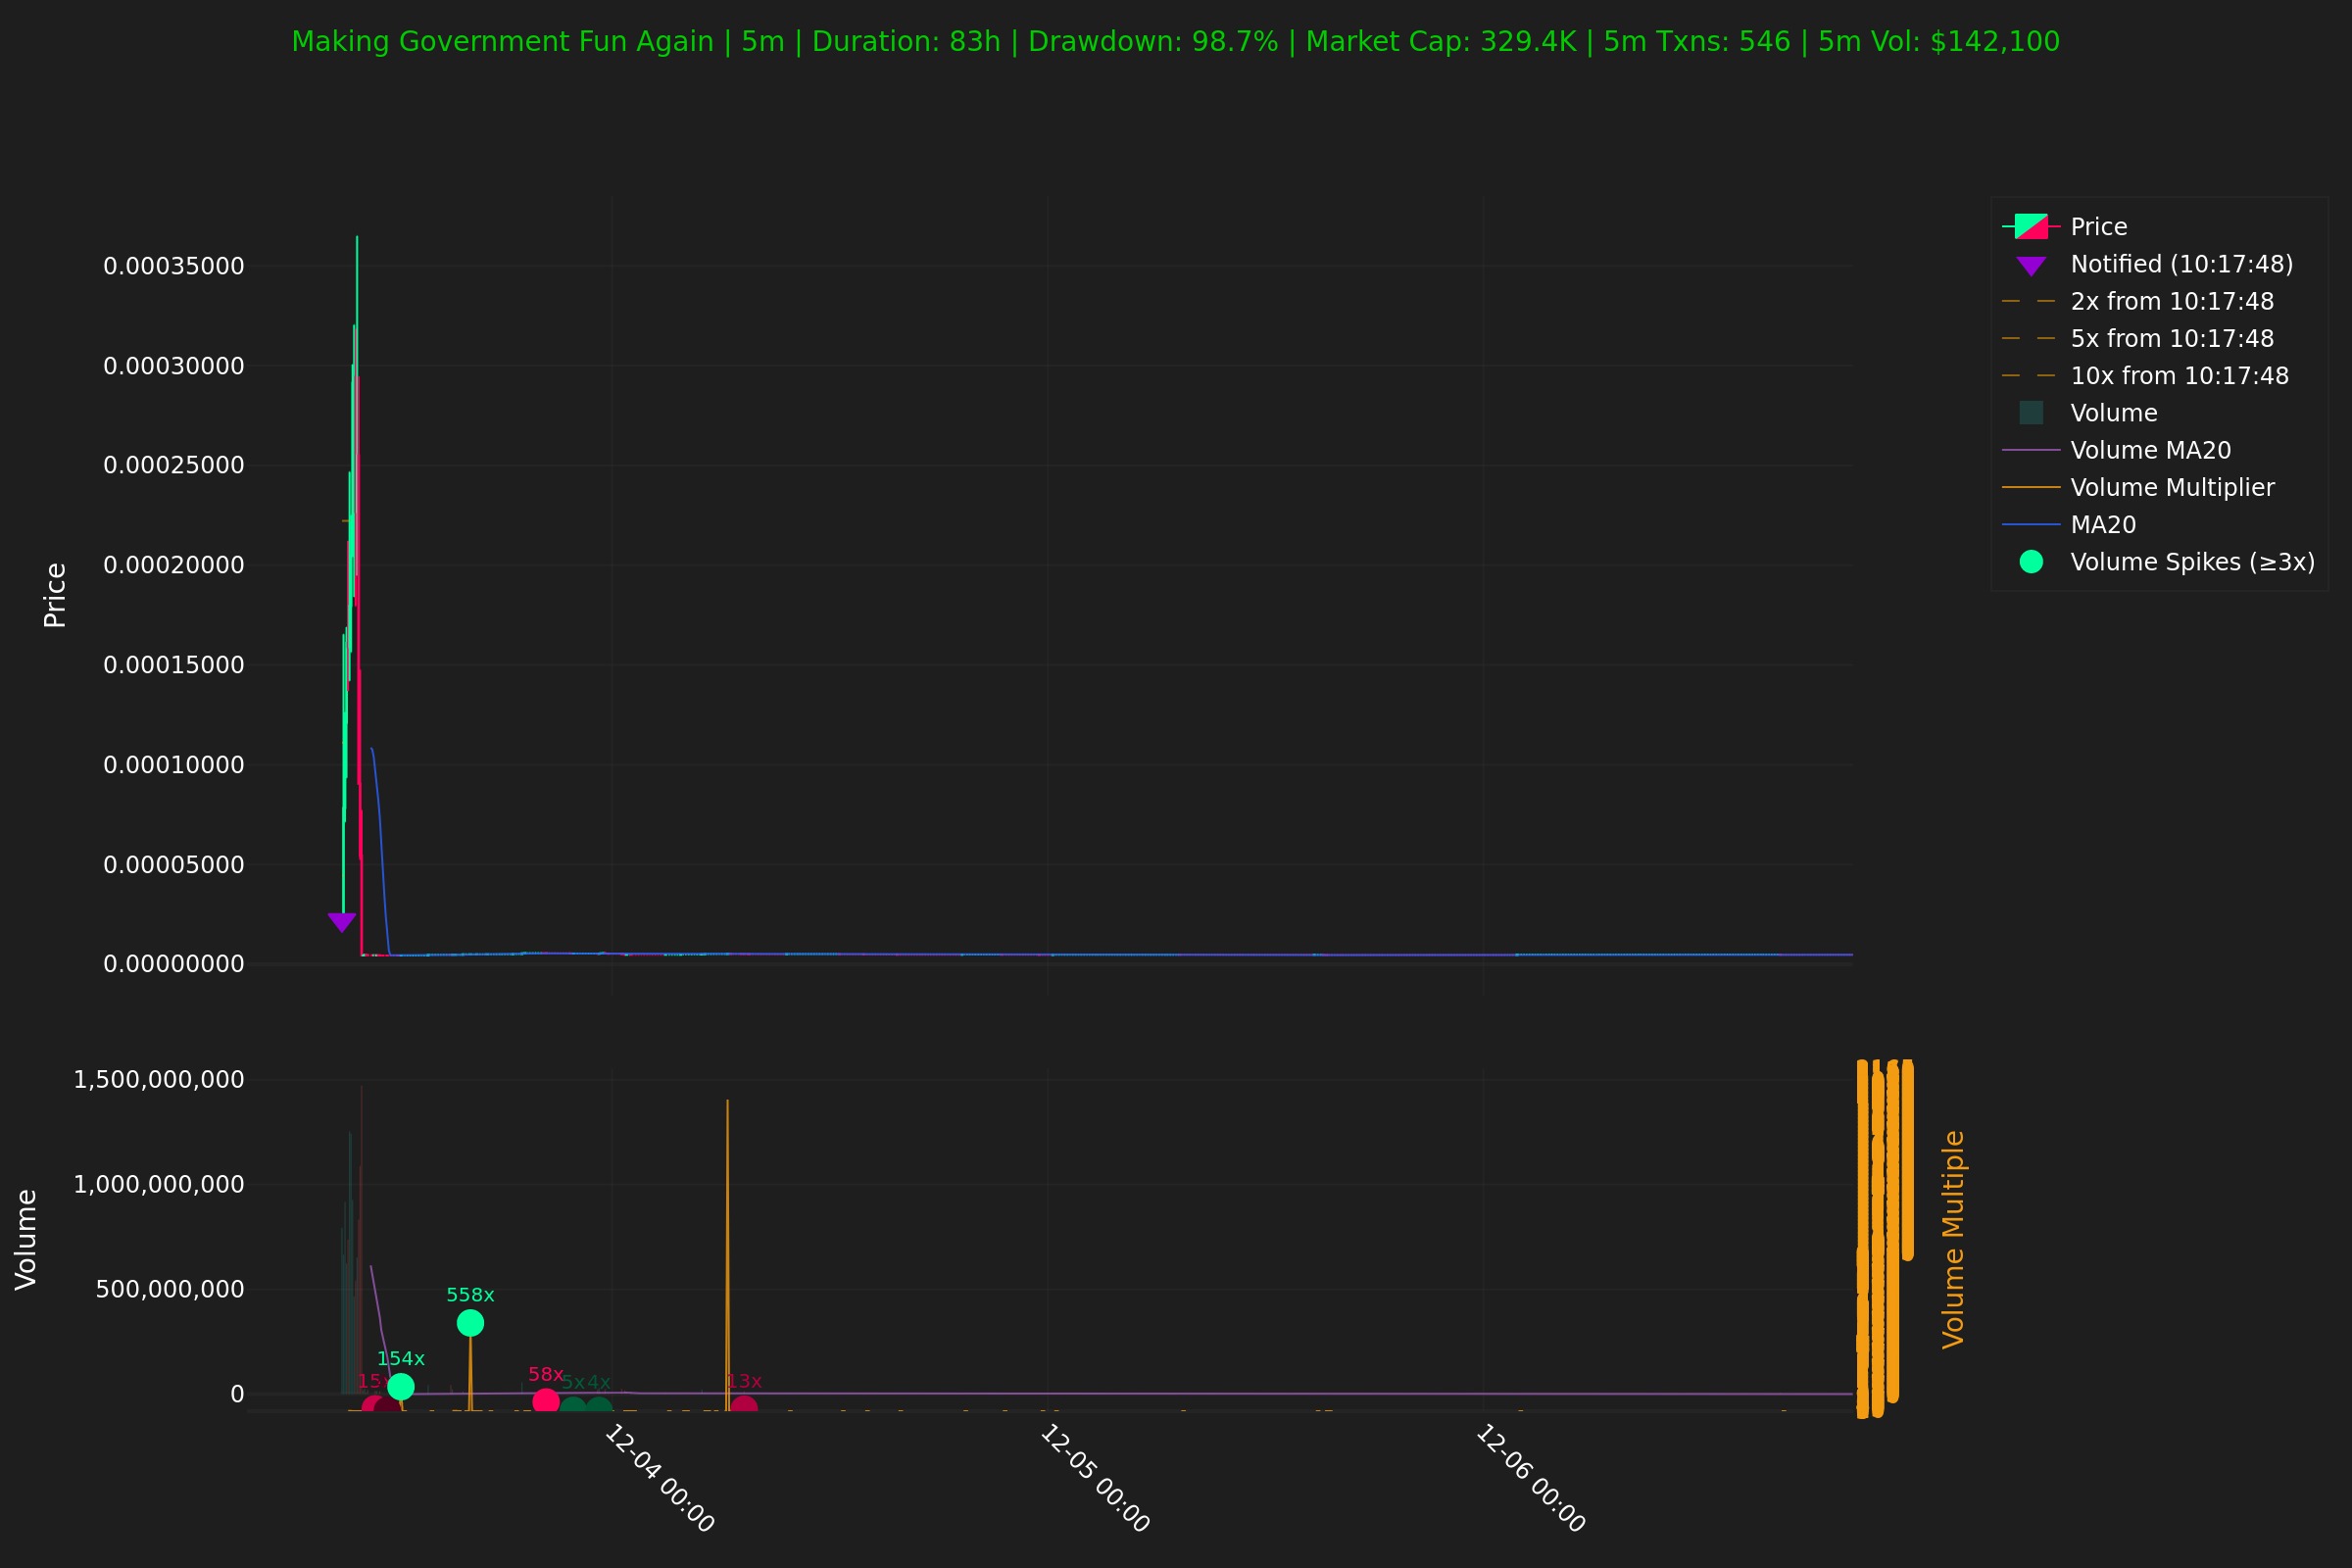 Making Government Fun Again | 5m | Duration: 83h | Drawdown: 98.7% | Market Cap: 329.4K | 5m Txns: 546 | 5m Vol: $142,100
Price
0.00035000
0.00030000
0.00025000
0.00020000
0.00015000
0.00010000
0.00005000
0.00000000
Price
Notified (10:17:48)
2x from 10:17:48
5x from 10:17:48
10x from 10:17:48
Volume
Volume MA20
Volume Multiplier
MA20
Volume Spikes (≥3x)
Volume
1,500,000,000
1,000,000,000
500,000,000
0
558x
154x
58x
5x
4x
13x
Volume Multiple
12-04 00:00
12-05 00:00
12-06 00:00